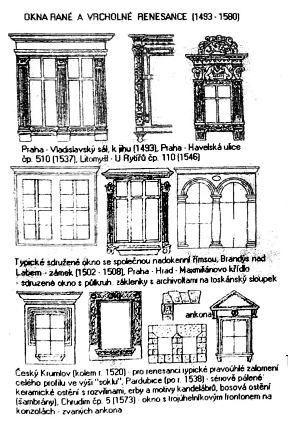 OKNA RANÉ A VRCHOLNÉ RENESANCE (1493 - 1580)
Praha - Vladislavský sál, k jihu (1493), Praha - Havelská ulice
čp. 510 (1537), Litomyšl - U Rytířů čp. 110 (1546)
Typické sdružené okno se společnou nadokenní římsou, Brandýs nad
Labem - zámek (1502 - 1508), Praha - Hrad - Maxmiliánovo křídlo
- sdružené okno s půlkruh. záklenky s archivoltami na toskánský sloupek
ankona
Český Krumlov (kolem r. 1520) - pro renesanci typické pravoúhlé zalomení
celého profilu ve výši "soklu", Pardubice (po r. 1538) - sériově pálené
keramické ostění s rozvilinami, erby a motivy kandelábrů, bosová ostění
(šambrány), Chrudim čp. 5 (1573) - okno s trojúhelníkovým frontonem na
konzolách - zvaných ankona